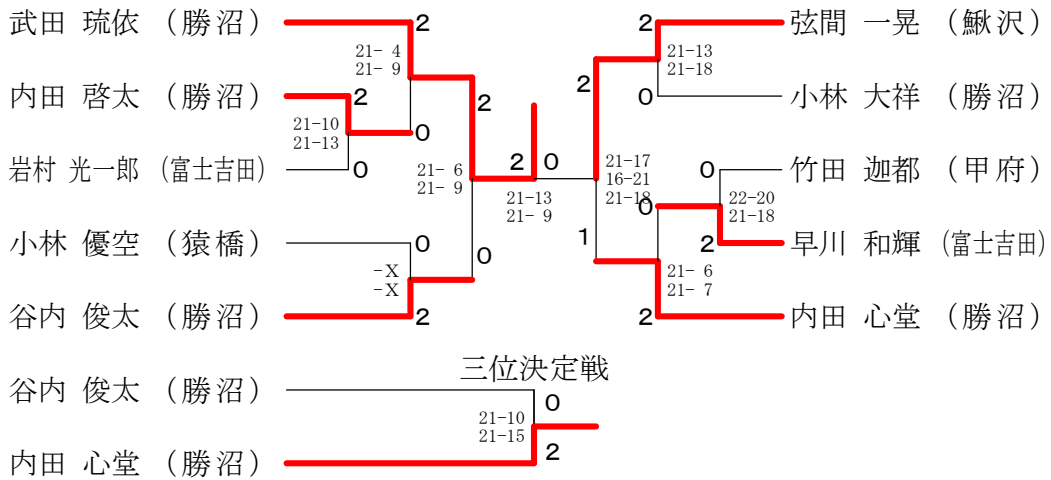 武田 琉依 (勝沼)
2
2
弦間 一晃 (鰍沢)
21- 4
21- 9
21-13
21-18
内田 啓太 (勝沼)
2
2
2
0
小林 大祥 (勝沼)
21-10
21-13
0
岩村 光一郎 (富士吉田)
0
21- 6
21- 9
2
0
21-13
21- 9
21-17
16-21
21-18
0
竹田 迦都 (甲府)
22-20
21-18
0
小林 優空 (猿橋)
0
0
1
2
早川 和輝 (富士吉田)
-X
-X
21- 6
21- 7
谷内 俊太 (勝沼)
2
2
内田 心堂 (勝沼)
三位決定戦
谷内 俊太 (勝沼)
0
21-10
21-15
2
内田 心堂 (勝沼)